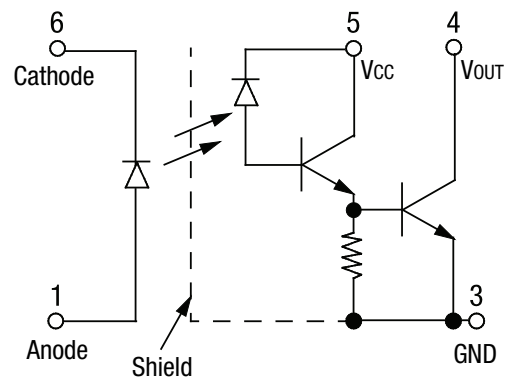 6
Cathode
5
VCC
4
VOUT
1
Anode
Shield
3
GND